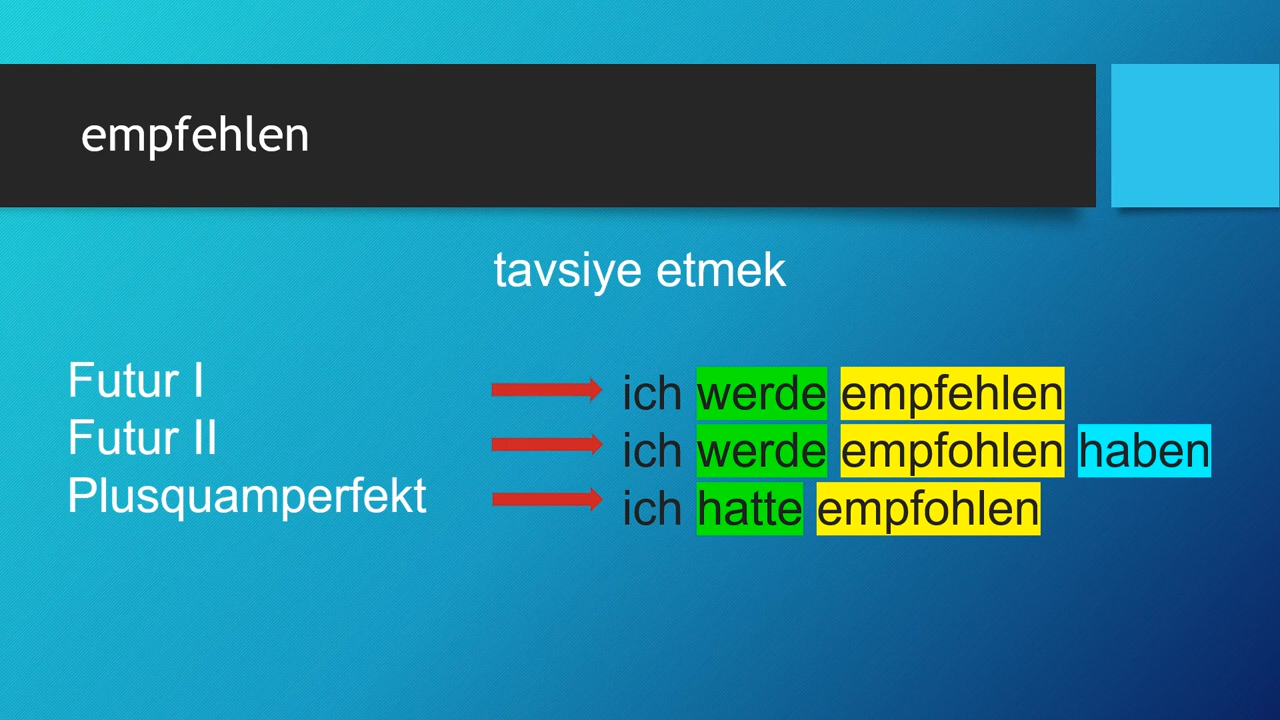 empfehlen
tavsiye etmek
Futur I
ich werde empfehlen
Futur II
ich werde empfohlen haben
Plusquamperfekt
ich hatte empfohlen